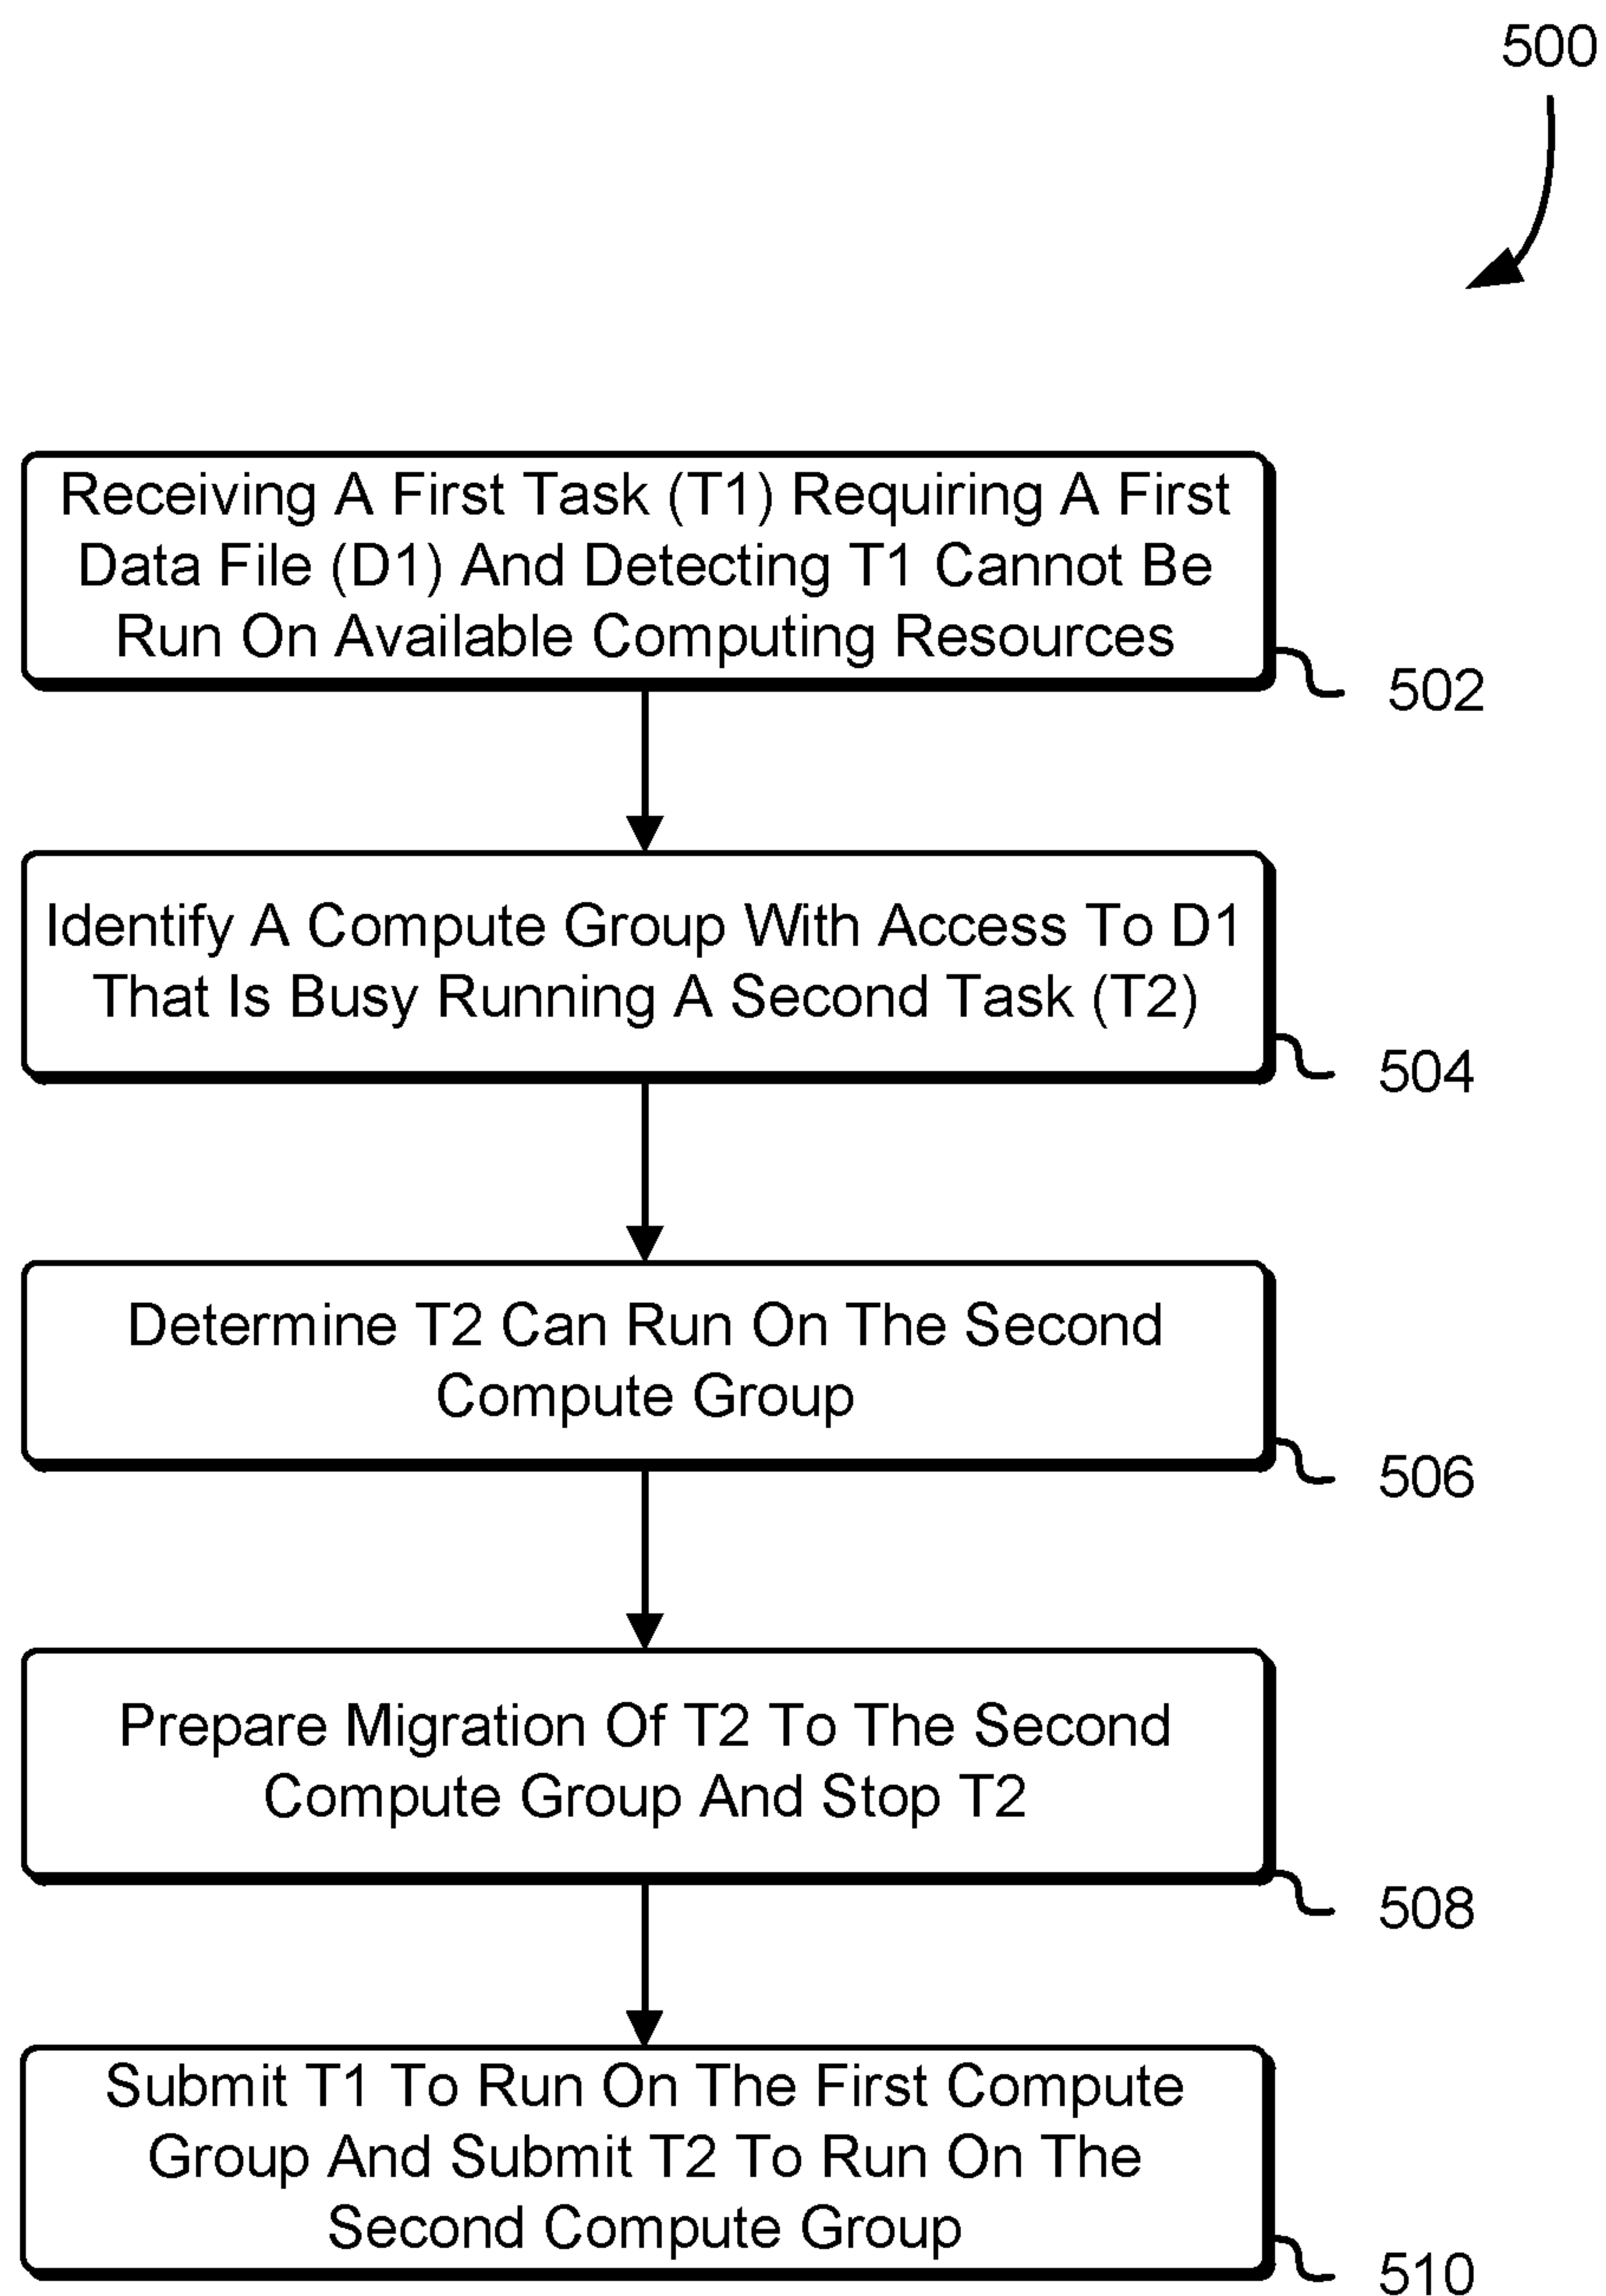 500
Receiving A First Task (T1) Requiring A First
Data File (D1) And Detecting T1 Cannot Be
Run On Available Computing Resources
502
Identify A Compute Group With Access To D1
That Is Busy Running A Second Task (T2)
504
Determine T2 Can Run On The Second
Compute Group
506
Prepare Migration Of T2 To The Second
Compute Group And Stop T2
508
Submit T1 To Run On The First Compute
Group And Submit T2 To Run On The
Second Compute Group
510